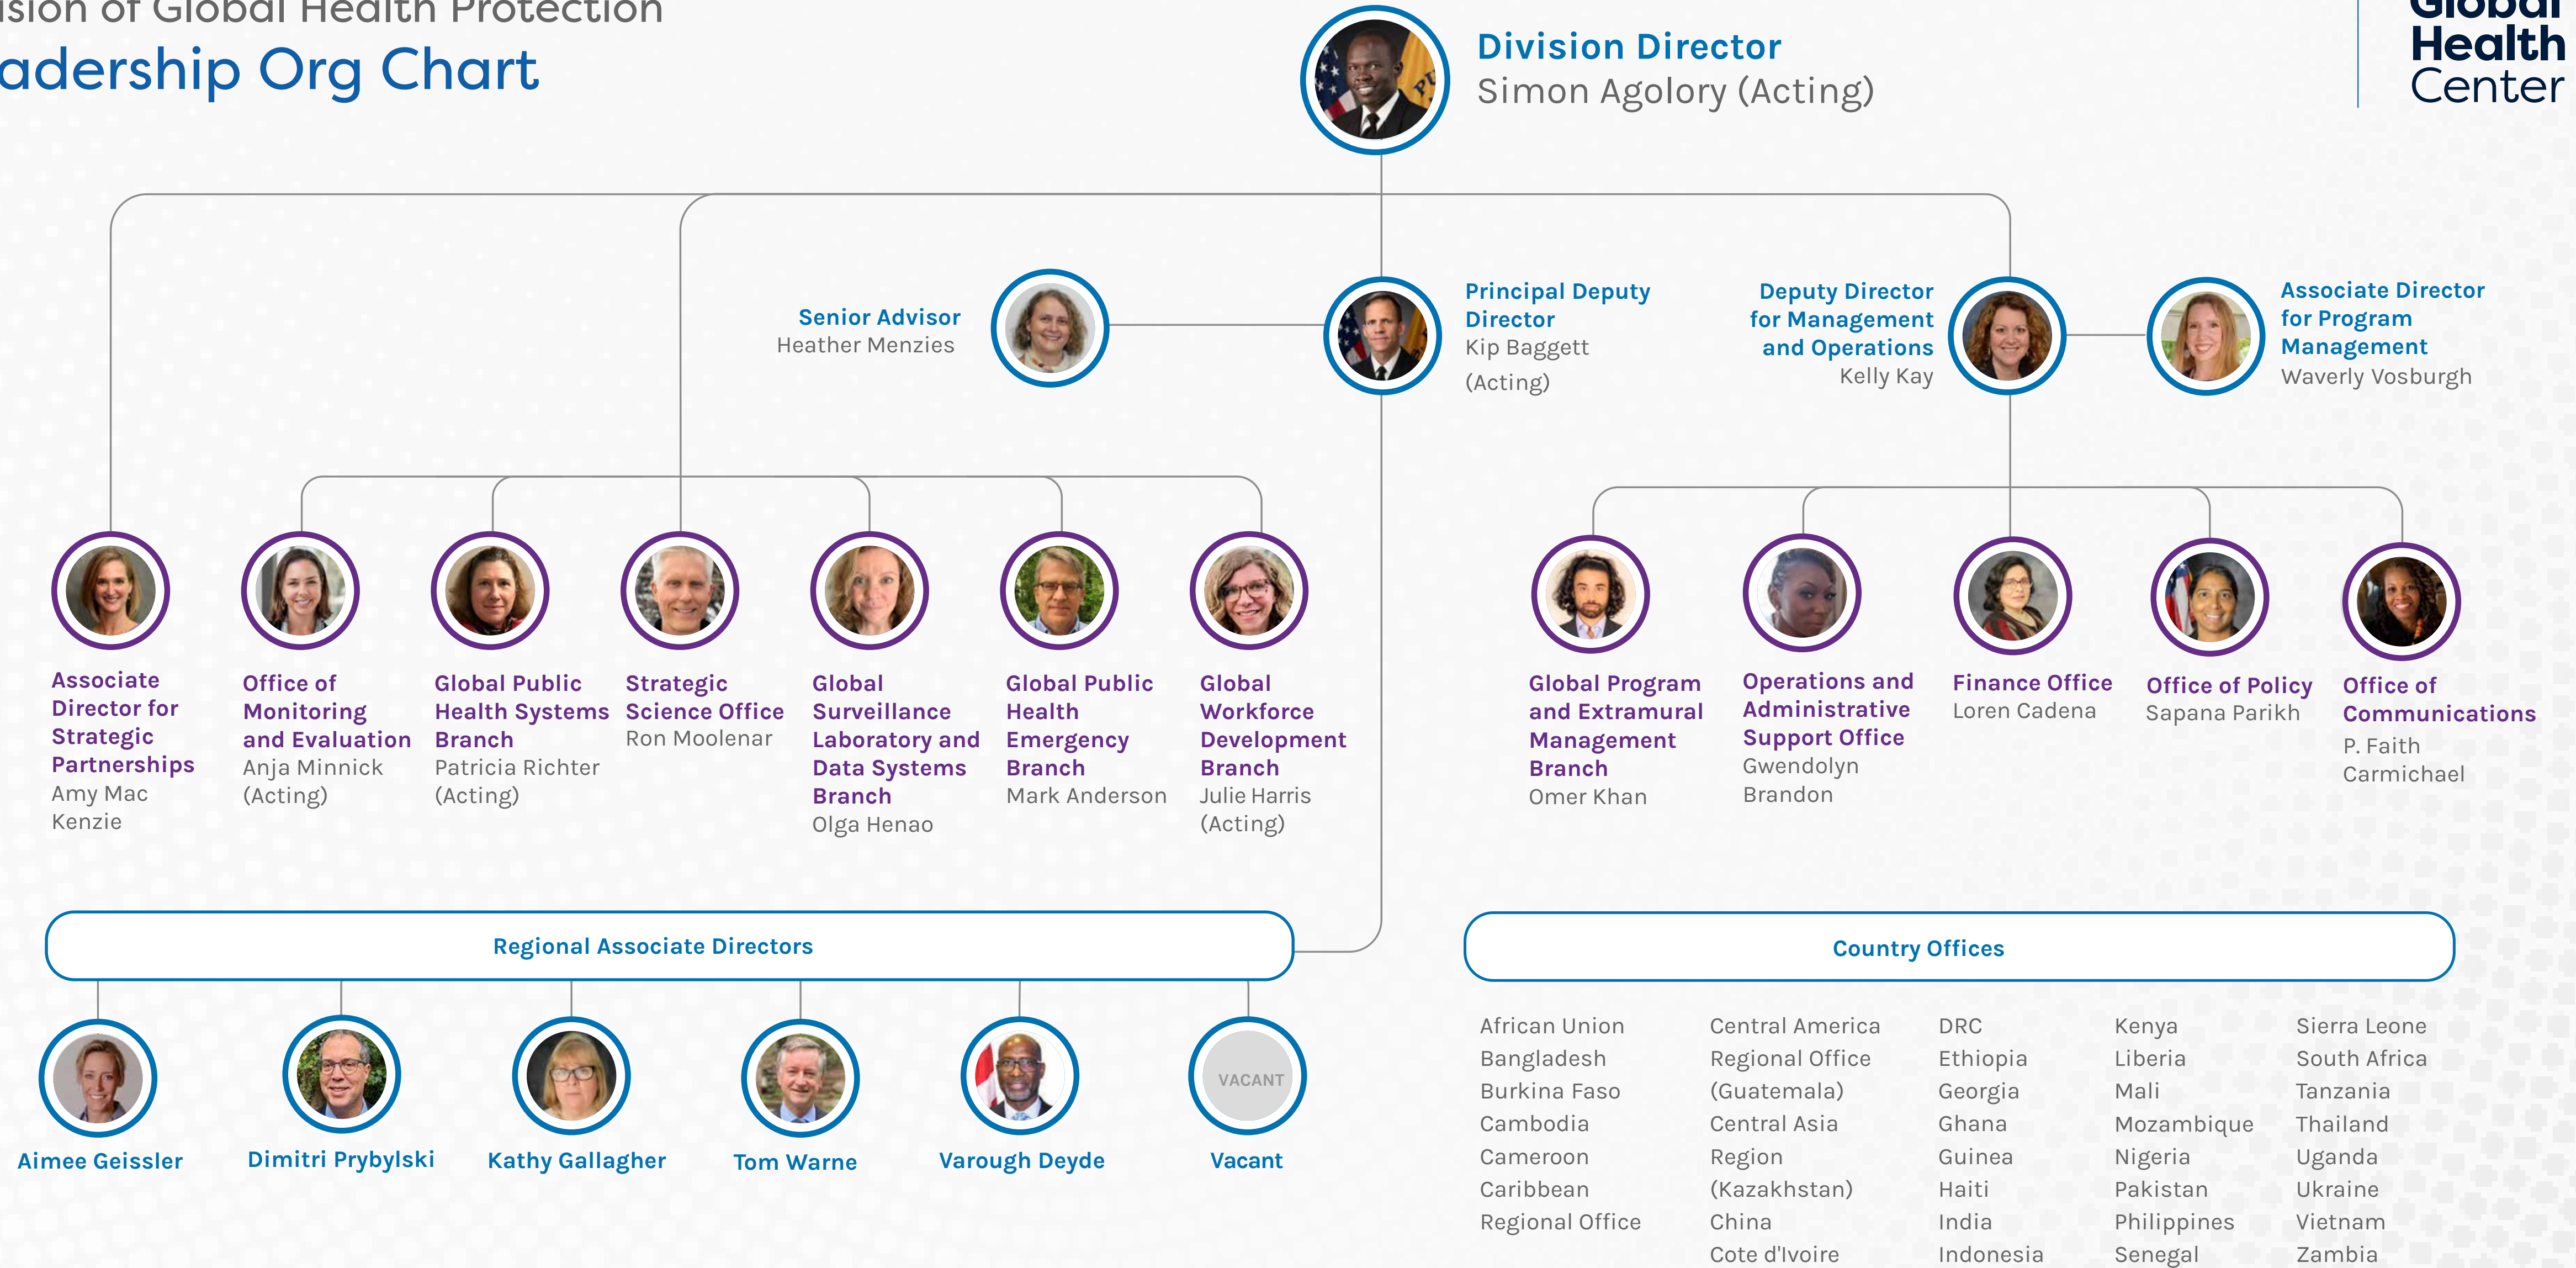 ision of Global Health Protection
adership Org Chart
Division Director
Simon Agolory (Acting)
Global
Health
Center
Senior Advisor
Heather Menzies
Principal Deputy
Director
Kip Baggett
(Acting)
Deputy Director
for Management
and Operations
Kelly Kay
Associate Director
for Program
Management
Waverly Vosburgh
Associate
Director for
Strategic
Partnerships
Amy Mac
Kenzie
Office of
Monitoring
and Evaluation
Anja Minnick
(Acting)
Global Public
Health Systems
Branch
Patricia Richter
(Acting)
Strategic
Science Office
Ron Moolenar
Global
Surveillance
Laboratory and
Data Systems
Branch
Olga Henao
Global Public
Health
Emergency
Branch
Mark Anderson
Global
Workforce
Development
Branch
Julie Harris
(Acting)
Global Program
and Extramural
Management
Branch
Omer Khan
Operations and
Administrative
Support Office
Gwendolyn
Brandon
Finance Office
Loren Cadena
Office of Policy
Sapana Parikh
Office of
Communications
P. Faith
Carmichael
Regional Associate Directors
Aimee Geissler
Dimitri Prybylski
Kathy Gallagher
Tom Warne
Varough Deyde
VACANT
Vacant
Country Offices
African Union
Bangladesh
Burkina Faso
Cambodia
Cameroon
Caribbean
Regional Office
Central America
Regional Office
(Guatemala)
Central Asia
Region
(Kazakhstan)
China
Cote d'Ivoire
DRC
Ethiopia
Georgia
Ghana
Guinea
Haiti
India
Indonesia
Kenya
Liberia
Mali
Mozambique
Nigeria
Pakistan
Philippines
Senegal
Sierra Leone
South Africa
Tanzania
Thailand
Uganda
Ukraine
Vietnam
Zambia